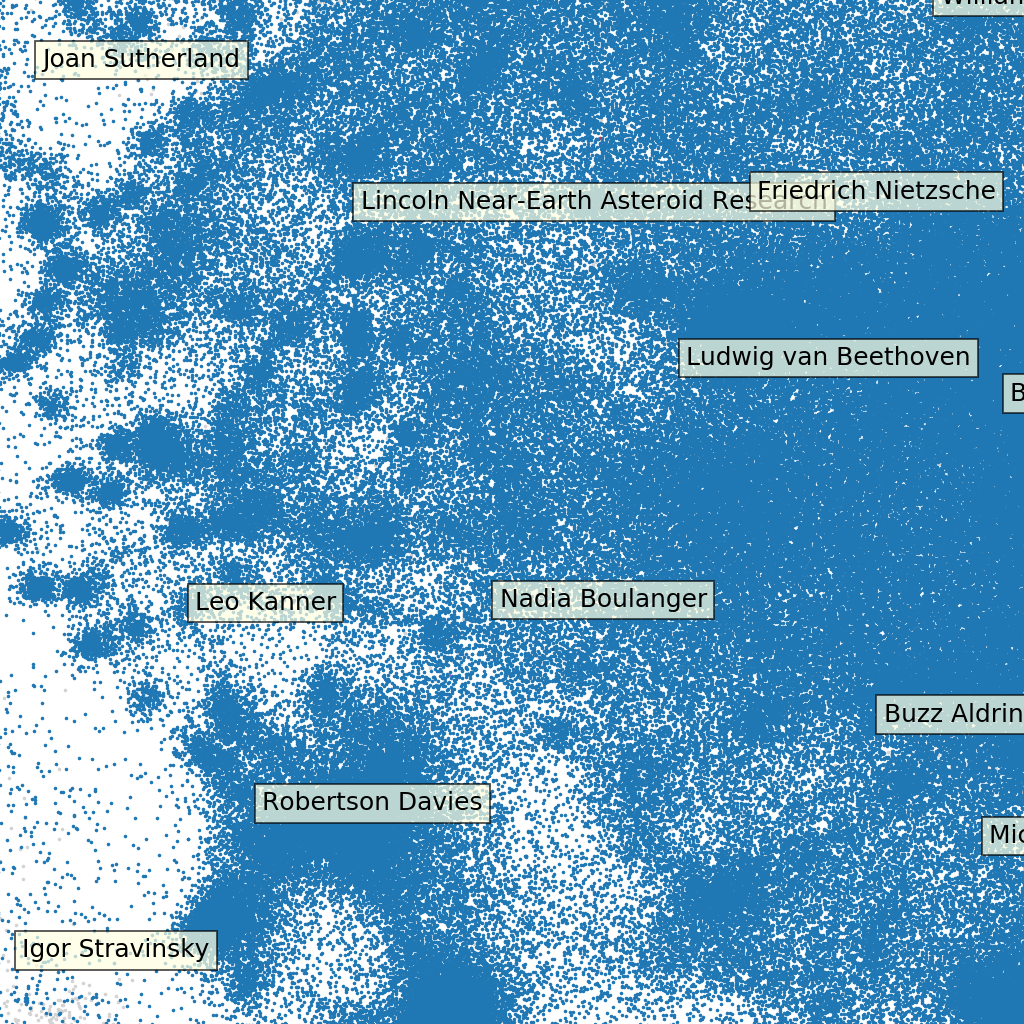 Joan Sutherland
Lincoln Near-Earth Asteroid Research
Friedrich Nietzsche
Ludwig van Beethoven
B
Leo Kanner
Nadia Boulanger
Buzz Aldrin
Robertson Davies
Igor Stravinsky